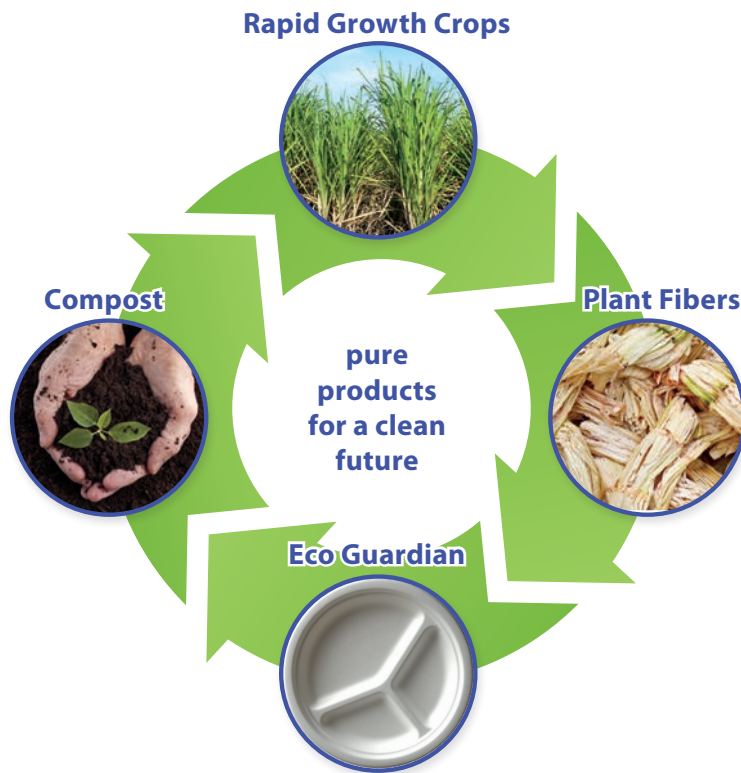 Rapid Growth Crops
Compost
Plant Fibers
pure
products
for a clean
future
Eco Guardian